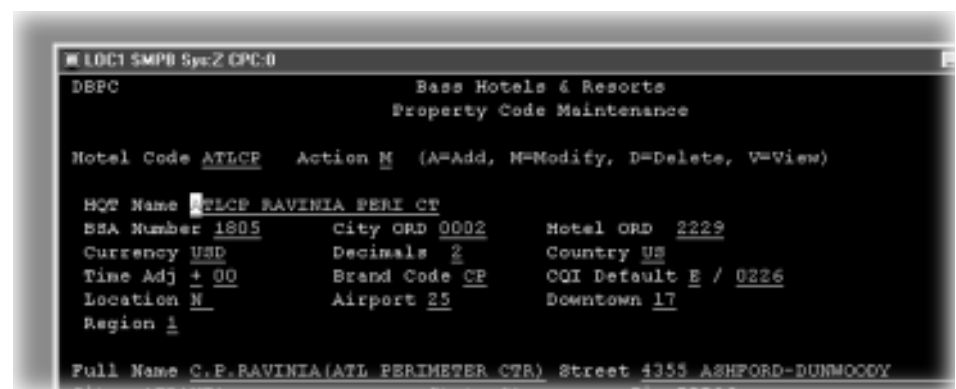 LOC1 SMPB Sys:Z CPC:0
DBPC Bass Hotels & Resorts
Property Code Maintenance
Hotel Code ATLCP Action M (A=Add, M=Modify, D=Delete, V=View)
HQT Name ATLCP RAVINIA PERI CT
BSA Number 1805 City ORD 0002 Hotel ORD 2229
Currency USD Decimals 2 Country US
Time Adj + 00 Brand Code CP CQI Default E / 0226
Location N Airport 25 Downtown 17
Region 1
Full Name C.P.RAVINIA(ATL PERIMETER CTR) Street 4355 ASHFORD-DUNWOODY